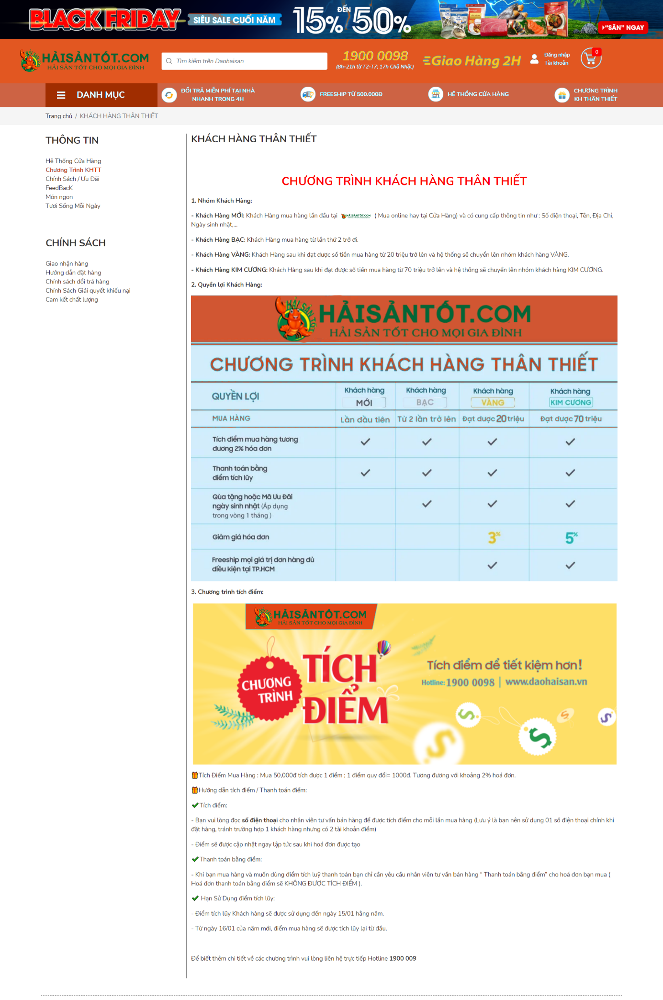 BLACK FRIDAY
SIÊU SALE CUỐI NĂM
15% ĐẾN 50%
"SĂN" NGAY
HẢISẢNTỐT.COM
HẢI SẢN TỐT CHO MỌI GIA ĐÌNH
Tìm kiếm trên Daohaisan
1900 0098
(8h-21h từ T2-T7; 17h Chủ Nhật)
Giao Hàng 2H
Đăng nhập
Tài khoản
0
DANH MỤC
ĐỔI TRẢ MIỄN PHÍ TẠI NHÀ
NHANH TRONG 4H
FREESHIP TỪ 500.000Đ
HỆ THỐNG CỬA HÀNG
CHƯƠNG TRÌNH
KH THÂN THIẾT
Trang chủ / KHÁCH HÀNG THÂN THIẾT
THÔNG TIN
Hệ Thống Cửa Hàng
Chương Trình KHTT
Chính Sách / Ưu Đãi
FeedBacK
Món ngon
Tươi Sống Mỗi Ngày
CHÍNH SÁCH
Giao nhận hàng
Hướng dẫn đặt hàng
Chính sách đổi trả hàng
Chính Sách Giải quyết khiếu nại
Cam kết chất lượng
KHÁCH HÀNG THÂN THIẾT
CHƯƠNG TRÌNH KHÁCH HÀNG THÂN THIẾT
1. Nhóm Khách Hàng:
- Khách Hàng MỚI: Khách Hàng mua hàng lần đầu tại HẢISẢNTỐT.COM ( Mua online hay tại Cửa Hàng) và có cung cấp thông tin như : Số điện thoại, Tên, Địa Chỉ,
Ngày sinh nhật,...
- Khách Hàng BẠC: Khách Hàng mua hàng từ lần thứ 2 trở đi.
- Khách Hàng VÀNG: Khách Hàng sau khi đạt được số tiền mua hàng từ 20 triệu trở lên và hệ thống sẽ chuyển lên nhóm khách hàng VÀNG.
- Khách Hàng KIM CƯƠNG: Khách Hàng sau khi đạt được số tiền mua hàng từ 70 triệu trở lên và hệ thống sẽ chuyển lên nhóm khách hàng KIM CƯƠNG.
2. Quyền lợi Khách Hàng:
HẢI SẢN TỐT
HẢISẢNTỐT.COM
HẢI SẢN TỐT CHO MỌI GIA ĐÌNH
CHƯƠNG TRÌNH KHÁCH HÀNG THÂN THIẾT
QUYỀN LỢI
Khách hàng MỚI
Khách hàng BẠC
Khách hàng VÀNG
Khách hàng KIM CƯƠNG
MUA HÀNG
Lần đầu tiên
Từ 2 lần trở lên
Đạt được 20 triệu
Đạt được 70 triệu
Tích điểm mua hàng tương
đương 2% hóa đơn
Thanh toán bằng
điểm tích lũy
Qùa tặng hoặc Mã Ưu Đãi
ngày sinh nhật (Áp dụng
trong vòng 1 tháng )
Giảm giá hóa đơn
3%
5%
Freeship mọi giá trị đơn hàng đủ
điều kiện tại TP.HCM
3. Chương trình tích điểm:
HẢISẢNTỐT.COM
HẢI SẢN TỐT CHO MỌI GIA ĐÌNH
CHƯƠNG
TRÌNH
TÍCH
ĐIỂM
Tích điểm để tiết kiệm hơn!
Hotline: 1900 0098 | www.daohaisan.vn
Tích Điểm Mua Hàng : Mua 50,000đ tích được 1 điểm ; 1 điểm quy đổi= 1000đ. Tương đương với khoảng 2% hoá đơn.
Hướng dẫn tích điểm / Thanh toán điểm:
Tích điểm:
- Bạn vui lòng đọc số điện thoại cho nhân viên tư vấn bán hàng để được tích điểm cho mỗi lần mua hàng (Lưu ý là bạn nên sử dụng 01 số điện thoại chính khi
đặt hàng, tránh trường hợp 1 khách hàng nhưng có 2 tài khoản điểm)
- Điểm sẽ được cập nhật ngay lập tức sau khi hoá đơn được tạo
Thanh toán bằng điểm:
- Khi bạn mua hàng và muốn dùng điểm tích luỹ thanh toán bạn chỉ cần yêu cầu nhân viên tư vấn bán hàng “ Thanh toán bằng điểm” cho hoá đơn bạn mua (
Hoá đơn thanh toán bằng điểm sẽ KHÔNG ĐƯỢC TÍCH ĐIỂM ).
Hạn Sử Dụng điểm tích lũy:
- Điểm tích lũy Khách hàng sẽ được sử dụng đến ngày 15/01 hằng năm.
- Từ ngày 16/01 của năm mới, điểm mua hàng sẽ được tích lũy lại từ đầu.
Để biết thêm chi tiết về các chương trình vui lòng liên hệ trực tiếp Hotline 1900 009